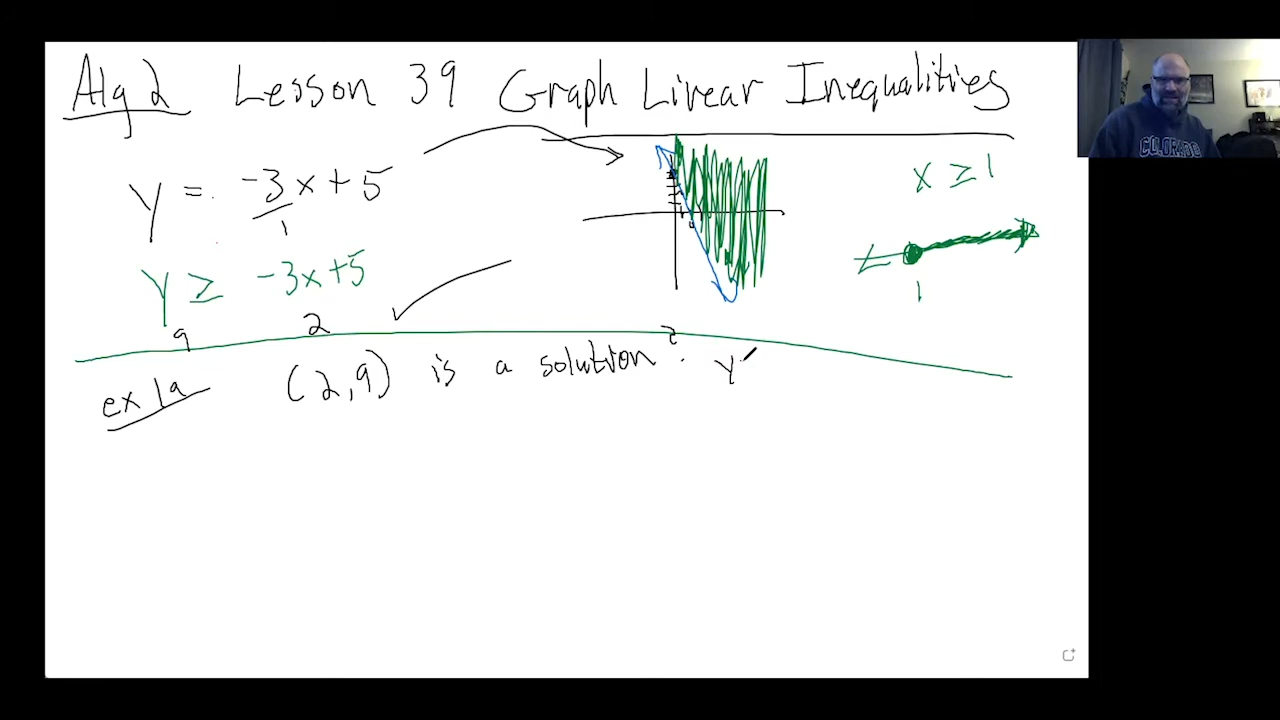 Alg 2 Lesson 39 Graph Linear Inequalities
y = -3x + 5
1
x ≥ 1
y ≥ -3x+5
1
9 2
ex 1a (2,9) is a solution? y
COLORADO